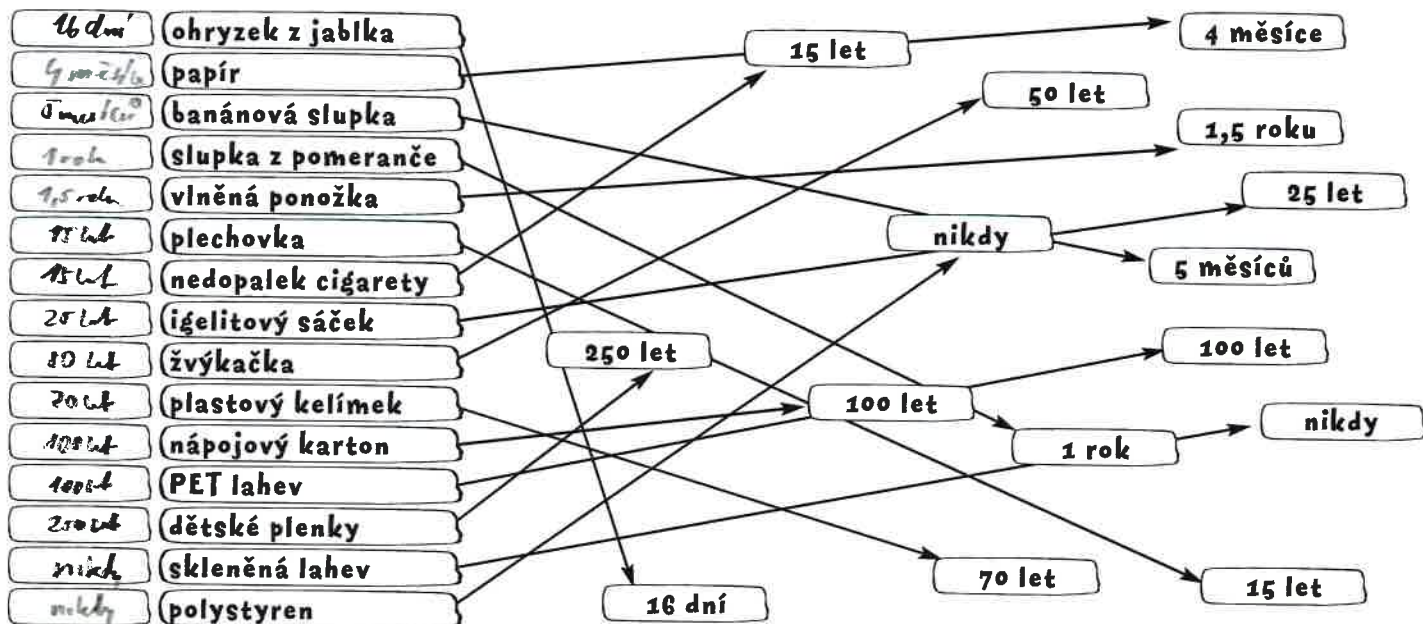 16 dní ohryzek z jablka
papír
banánová slupka
1 rok slupka z pomeranče
1,5 roku vlněná ponožka
15 let plechovka
15 let nedopalek cigarety
25 let igelitový sáček
žvýkačka
70 let plastový kelímek
100 let nápojový karton
100 let PET lahev
250 let dětské plenky
nikdy skleněná lahev
nikdy polystyren
15 let
4 měsíce
50 let
1,5 roku
25 let
nikdy
5 měsíců
250 let
100 let
100 let
nikdy
1 rok
70 let
15 let
16 dní